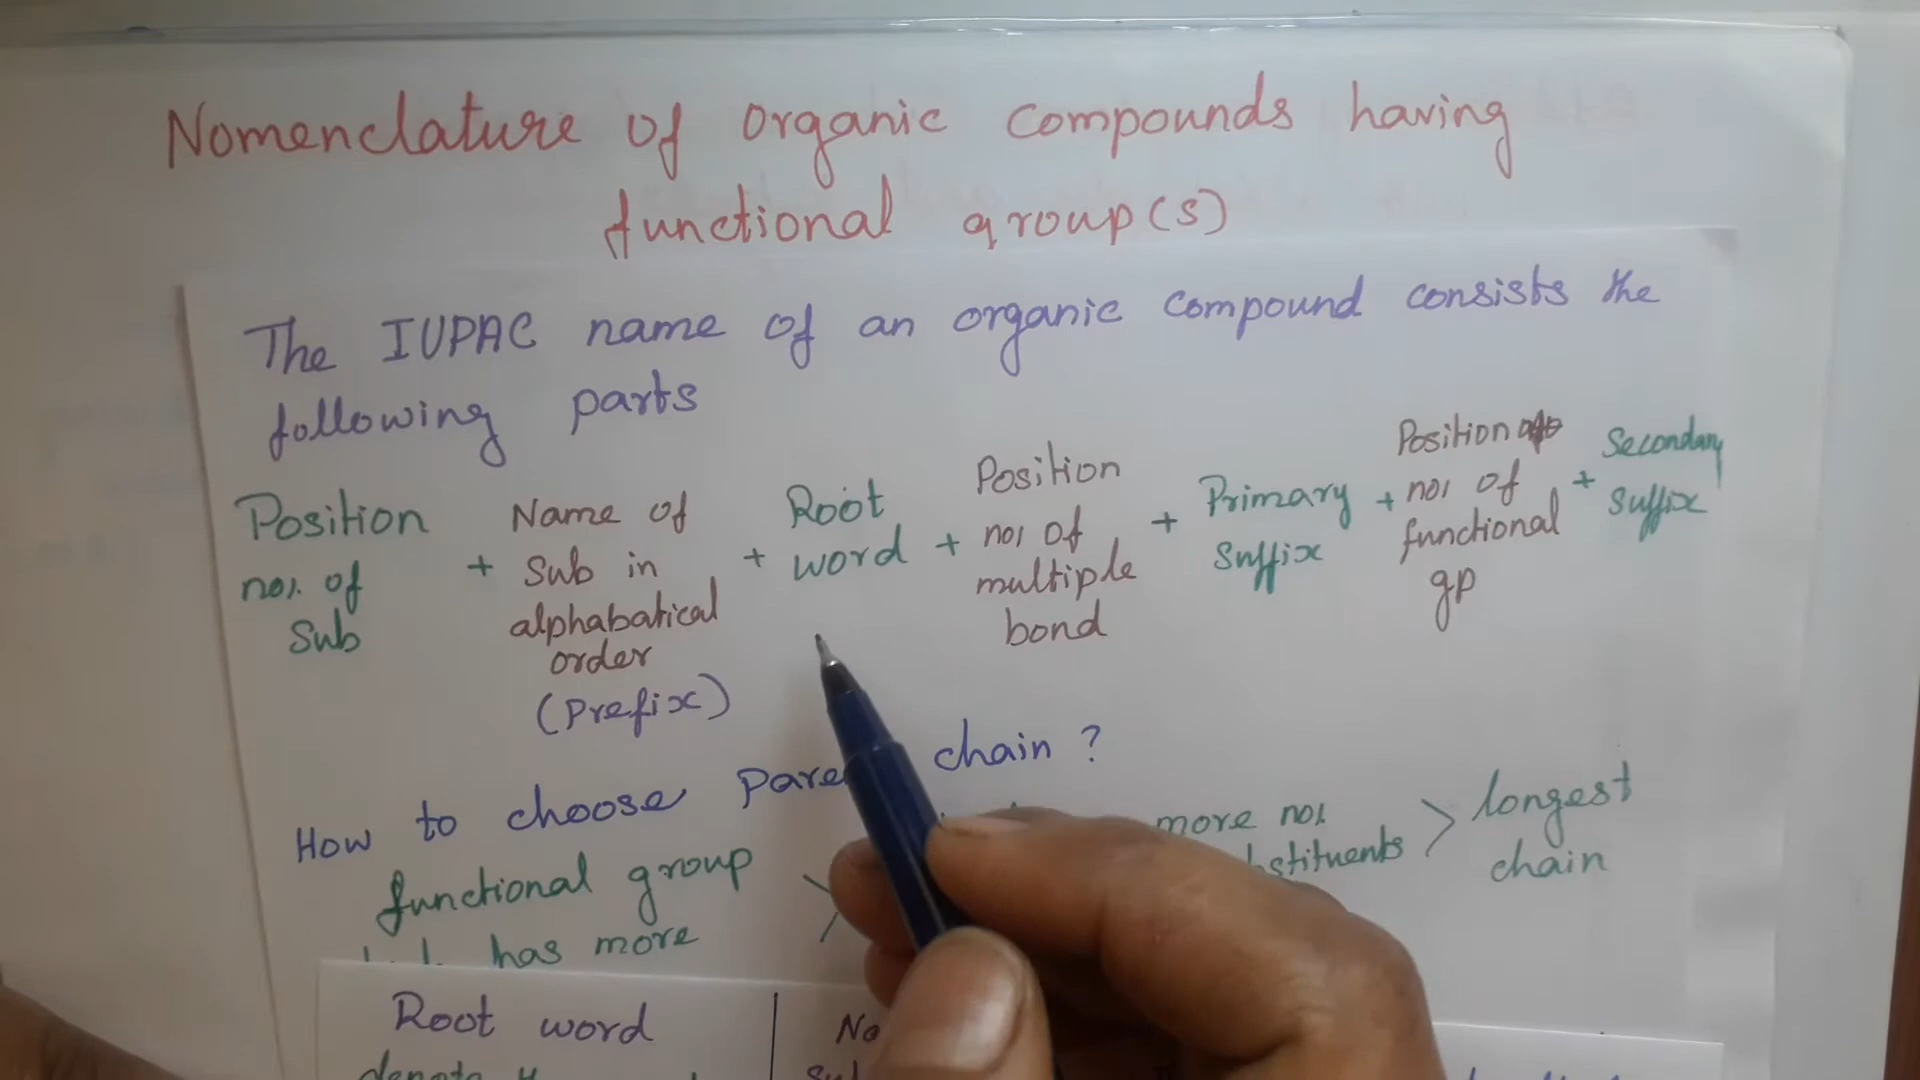 Nomenclature of organic compounds having
functional group(s)
The IUPAC name of an organic compound consists the
following parts
Position no. of Sub + Name of Sub in alphabatical order (Prefix) + Root word + Position no. of multiple bond + Primary Suffix + Position no. of functional gp + Secondary Suffix
How to choose chain ?
functional group
has more
more no.
> longest chain
Root word